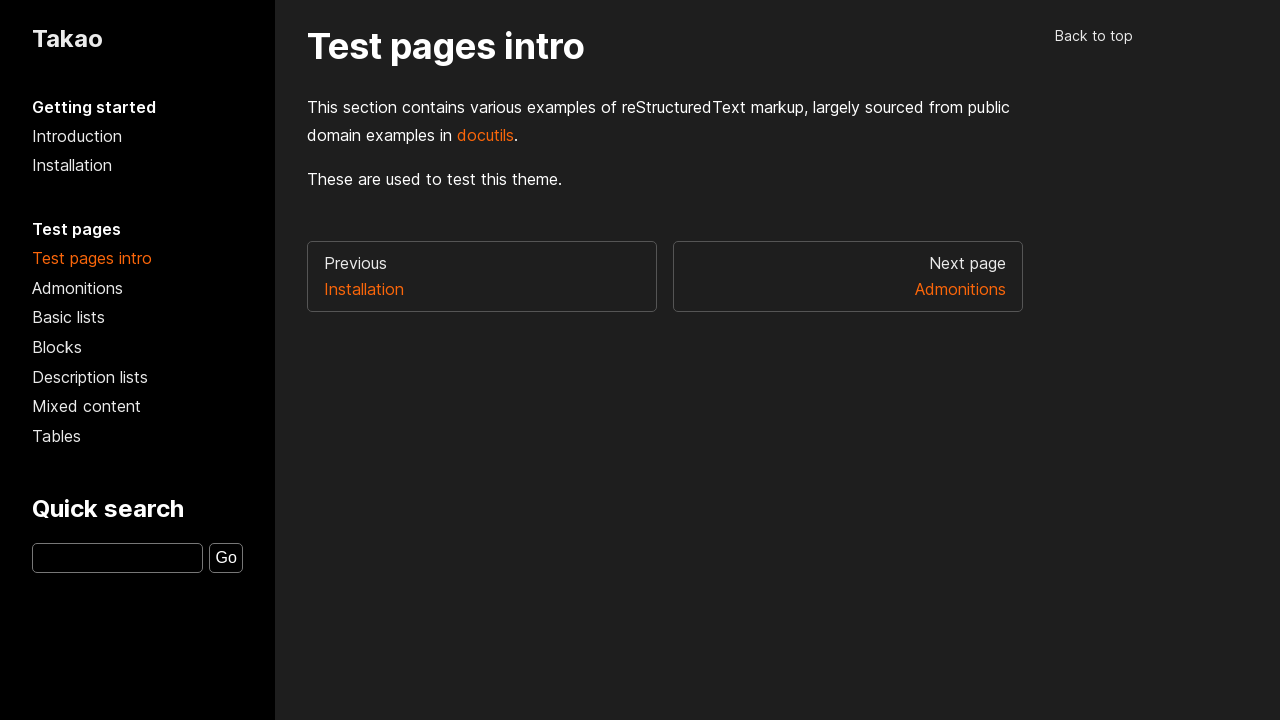 Takao
Getting started
Introduction
Installation
Test pages
Test pages intro
Admonitions
Basic lists
Blocks
Description lists
Mixed content
Tables
Quick search
Go
Test pages intro
This section contains various examples of reStructuredText markup, largely sourced from public
domain examples in docutils.
These are used to test this theme.
Previous
Installation
Next page
Admonitions
Back to top